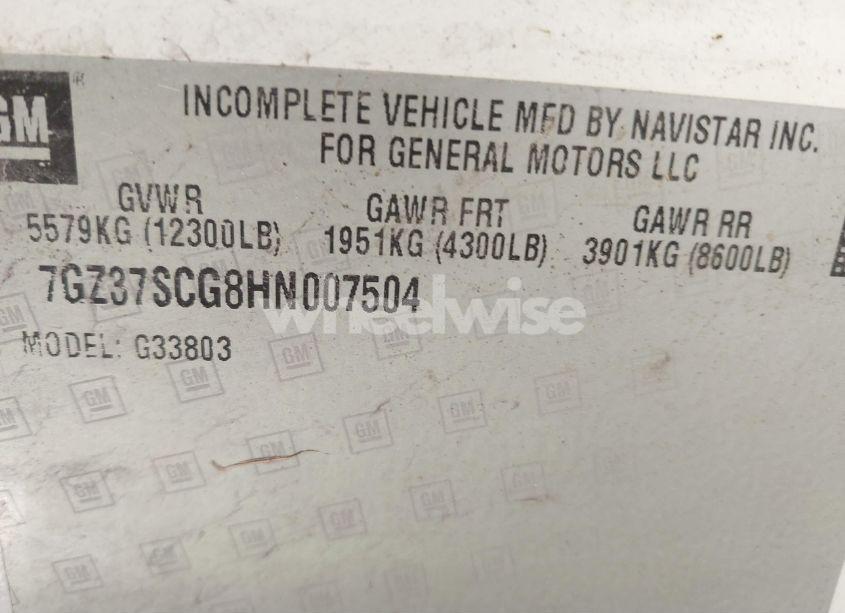 GM
®
INCOMPLETE VEHICLE MFD BY NAVISTAR INC.
FOR GENERAL MOTORS LLC
GVWR GAWR FRT GAWR RR
5579KG (12300LB) 1951KG (4300LB) 3901KG (8600LB)
7GZ37SCG8HN007504
wheelwise
MODEL: G33803